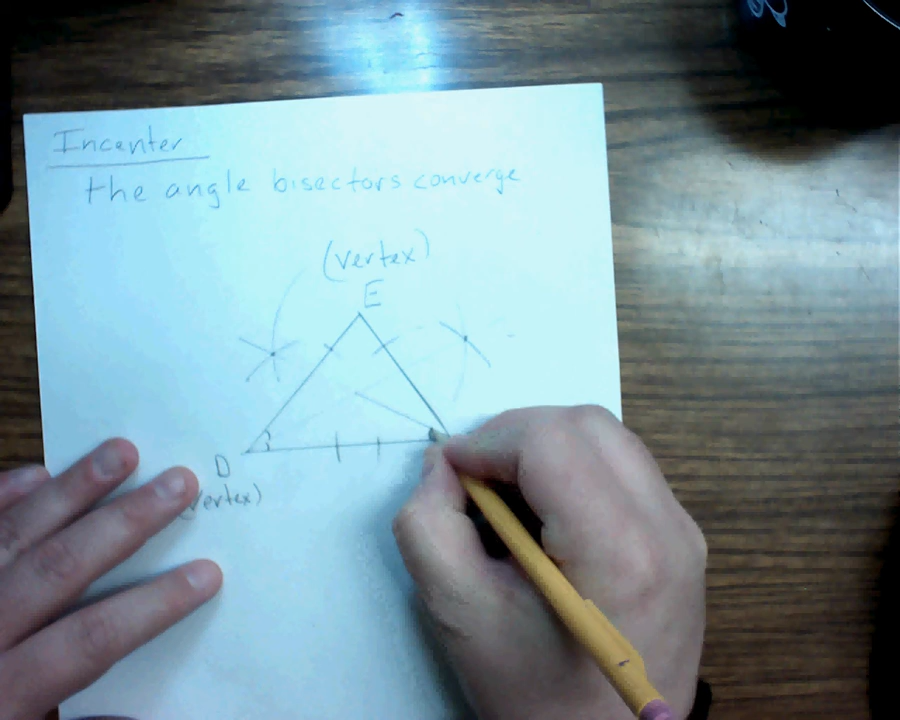 Incenter
the angle bisectors converge
(vertex)
E
D
(vertex)